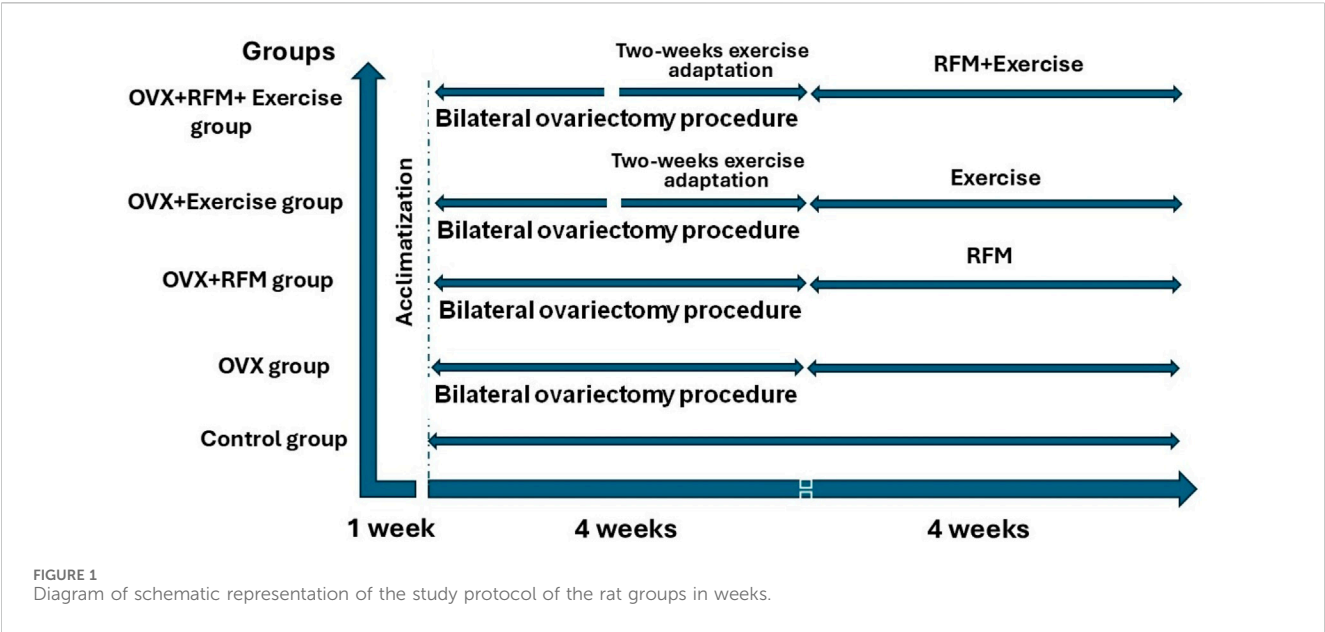 Groups
Two-weeks exercise
adaptation
RFM+Exercise
OVX+RFM+ Exercise
group
Bilateral ovariectomy procedure
Two-weeks exercise
adaptation
Exercise
OVX+Exercise group
Bilateral ovariectomy procedure
RFM
OVX+RFM group
Bilateral ovariectomy procedure
OVX group
Bilateral ovariectomy procedure
Control group
Acclimatization
1 week
4 weeks
4 weeks
FIGURE 1
Diagram of schematic representation of the study protocol of the rat groups in weeks.